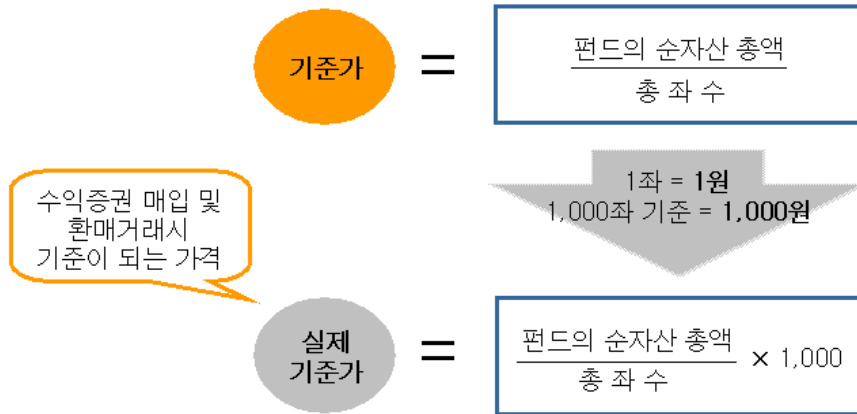 기준가 = 펀드의 순자산 총액
총 좌 수
1좌 = 1원
1,000좌 기준 = 1,000원
수익증권 매입 및
환매거래시
기준이 되는 가격
실제
기준가 = 펀드의 순자산 총액
총 좌 수 × 1,000